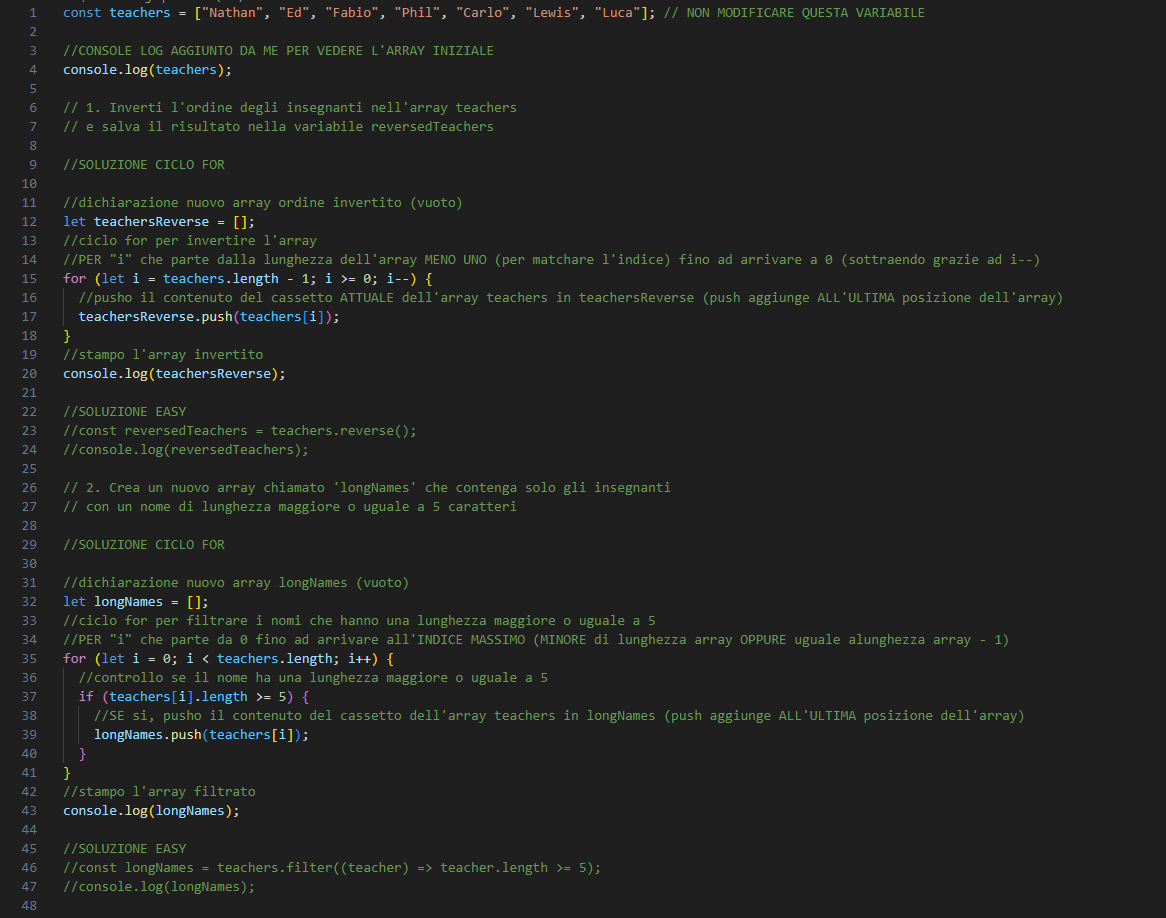 1 const teachers = ["Nathan", "Ed", "Fabio", "Phil", "Carlo", "Lewis", "Luca"]; // NON MODIFICARE QUESTA VARIABILE
2
3 //CONSOLE LOG AGGIUNTO DA ME PER VEDERE L'ARRAY INIZIALE
4 console.log(teachers);
5
6 // 1. Inverti l'ordine degli insegnanti nell'array teachers
7 // e salva il risultato nella variabile reversedTeachers
8
9 //SOLUZIONE CICLO FOR
10
11 //dichiarazione nuovo array ordine invertito (vuoto)
12 let teachersReverse = [];
13 //ciclo for per invertire l'array
14 //PER "i" che parte dalla lunghezza dell'array MENO UNO (per matchare l'indice) fino ad arrivare a 0 (sottraendo grazie ad i--)
15 for (let i = teachers.length - 1; i >= 0; i--) {
16 //pusho il contenuto del cassetto ATTUALE dell'array teachers in teachersReverse (push aggiunge ALL'ULTIMA posizione dell'array)
17 teachersReverse.push(teachers[i]);
18 }
19 //stampo l'array invertito
20 console.log(teachersReverse);
21
22 //SOLUZIONE EASY
23 //const reversedTeachers = teachers.reverse();
24 //console.log(reversedTeachers);
25
26 // 2. Crea un nuovo array chiamato 'longNames' che contenga solo gli insegnanti
27 // con un nome di lunghezza maggiore o uguale a 5 caratteri
28
29 //SOLUZIONE CICLO FOR
30
31 //dichiarazione nuovo array longNames (vuoto)
32 let longNames = [];
33 //ciclo for per filtrare i nomi che hanno una lunghezza maggiore o uguale a 5
34 //PER "i" che parte da 0 fino ad arrivare all'INDICE MASSIMO (MINORE di lunghezza array OPPURE uguale alunghezza array - 1)
35 for (let i = 0; i < teachers.length; i++) {
36 //controllo se il nome ha una lunghezza maggiore o uguale a 5
37 if (teachers[i].length >= 5) {
38 //SE si, pusho il contenuto del cassetto dell'array teachers in longNames (push aggiunge ALL'ULTIMA posizione dell'array)
39 longNames.push(teachers[i]);
40 }
41 }
42 //stampo l'array filtrato
43 console.log(longNames);
44
45 //SOLUZIONE EASY
46 //const longNames = teachers.filter((teacher) => teacher.length >= 5);
47 //console.log(longNames);
48